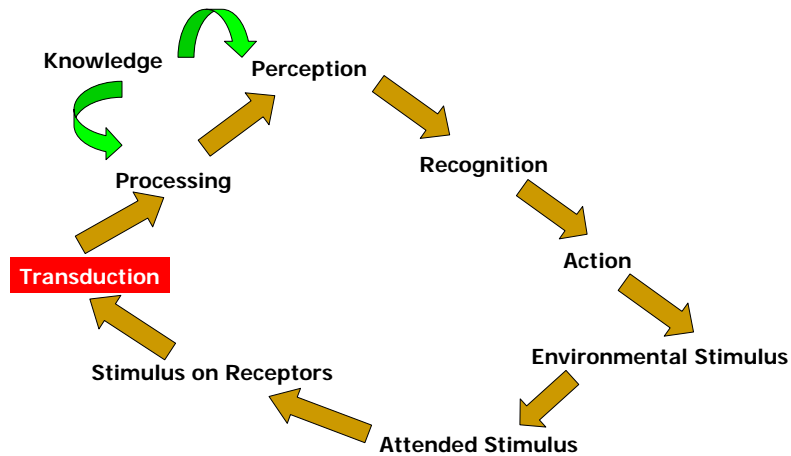 Knowledge
Perception
Recognition
Processing
Action
Transduction
Environmental Stimulus
Stimulus on Receptors
Attended Stimulus